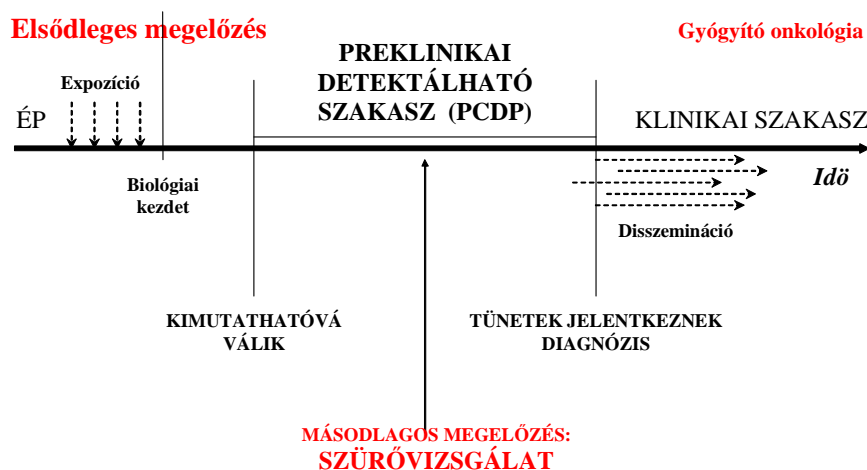 Elsődleges megelőzés
Gyógyító onkológia
PREKLINIKAI
DETEKTÁLHATÓ
SZAKASZ (PCDP)
Expozíció
ÉP
KLINIKAI SZAKASZ
Biológiai
kezdet
Idö
Disszemináció
KIMUTATHATÓVÁ
VÁLIK
TÜNETEK JELENTKEZNEK
DIAGNÓZIS
MÁSODLAGOS MEGELŐZÉS:
SZÜRŐVIZSGÁLAT